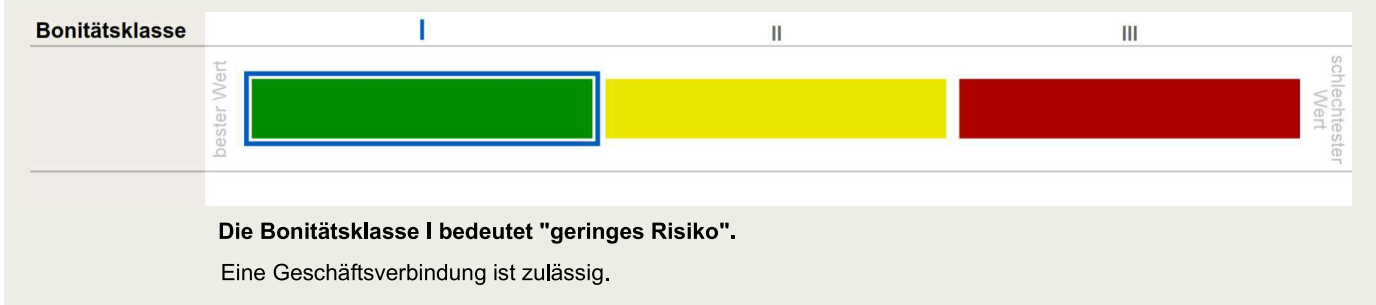 Bonitätsklasse I II III
bester Wert
schlechtester
Wert
Die Bonitätsklasse I bedeutet "geringes Risiko".
Eine Geschäftsverbindung ist zulässig.